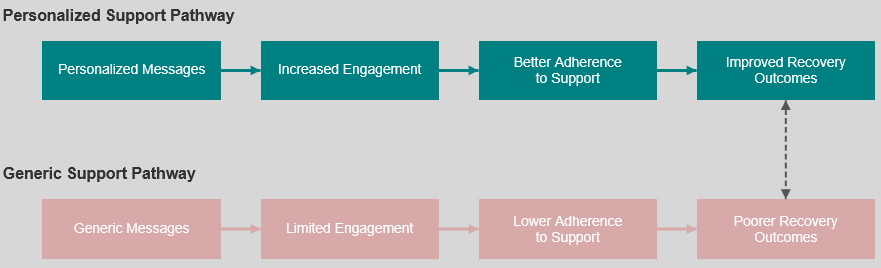 Personalized Support Pathway
Personalized Messages
Increased Engagement
Better Adherence
to Support
Improved Recovery
Outcomes
Generic Support Pathway
Generic Messages
Limited Engagement
Lower Adherence
to Support
Poorer Recovery
Outcomes